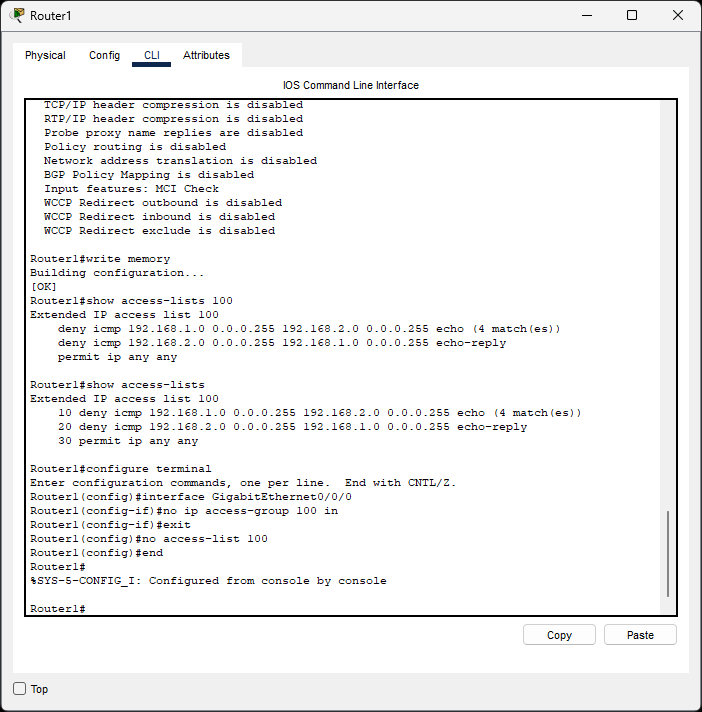 Router1
Physical Config CLI Attributes
IOS Command Line Interface
TCP/IP header compression is disabled
RTP/IP header compression is disabled
Probe proxy name replies are disabled
Policy routing is disabled
Network address translation is disabled
BGP Policy Mapping is disabled
Input features: MCI Check
WCCP Redirect outbound is disabled
WCCP Redirect inbound is disabled
WCCP Redirect exclude is disabled
Router1#write memory
Building configuration...
[OK]
Router1#show access-lists 100
Extended IP access list 100
deny icmp 192.168.1.0 0.0.0.255 192.168.2.0 0.0.0.255 echo (4 match(es))
deny icmp 192.168.2.0 0.0.0.255 192.168.1.0 0.0.0.255 echo-reply
permit ip any any
Router1#show access-lists
Extended IP access list 100
10 deny icmp 192.168.1.0 0.0.0.255 192.168.2.0 0.0.0.255 echo (4 match(es))
20 deny icmp 192.168.2.0 0.0.0.255 192.168.1.0 0.0.0.255 echo-reply
30 permit ip any any
Router1#configure terminal
Enter configuration commands, one per line. End with CNTL/Z.
Router1(config)#interface GigabitEthernet0/0/0
Router1(config-if)#no ip access-group 100 in
Router1(config-if)#exit
Router1(config)#no access-list 100
Router1(config)#end
Router1#
%SYS-5-CONFIG_I: Configured from console by console
Router1#
Copy Paste
Top